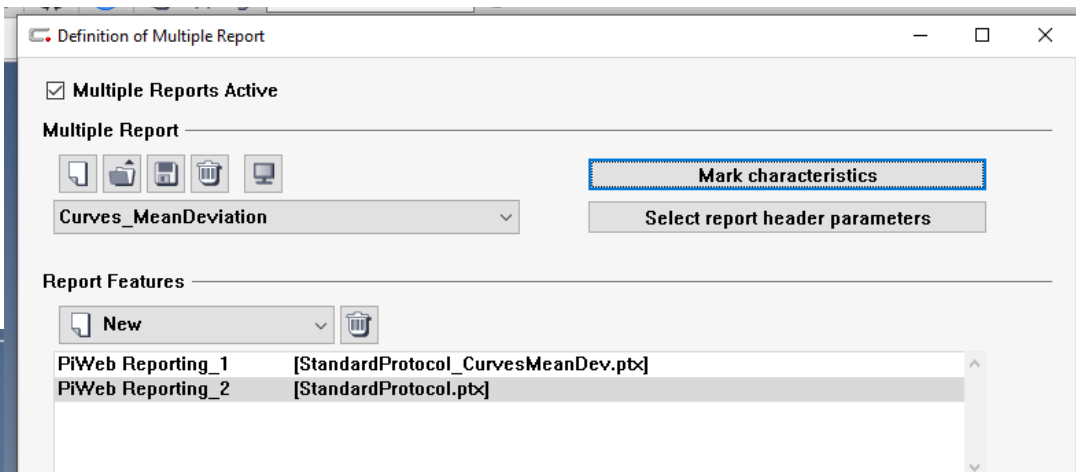 Definition of Multiple Report
Multiple Reports Active
Multiple Report
Mark characteristics
Curves_MeanDeviation
Select report header parameters
Report Features
New
PiWeb Reporting_1 [StandardProtocol_CurvesMeanDev.ptx]
PiWeb Reporting_2 [StandardProtocol.ptx]